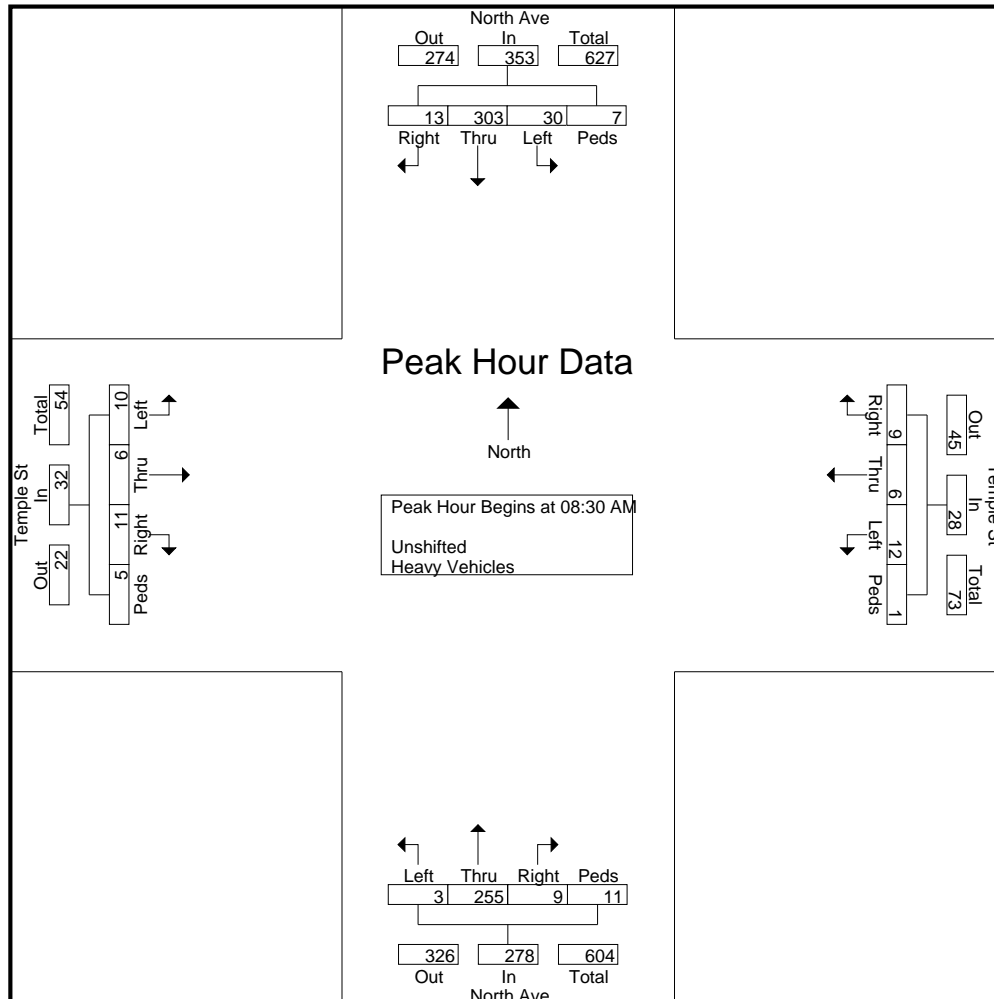 North Ave
Out In Total
274 353 627
13 303 30 7
Right Thru Left Peds
Peak Hour Data
North
Peak Hour Begins at 08:30 AM
Unshifted
Heavy Vehicles
Temple St
Out In Total
22 32 54
Left Thru Right Peds
10 6 11 5
Right Thru Left Peds
9 6 12 1
Out In Total
45 28 73
Temple St
Left Thru Right Peds
3 255 9 11
326 278 604
Out In Total
North Ave